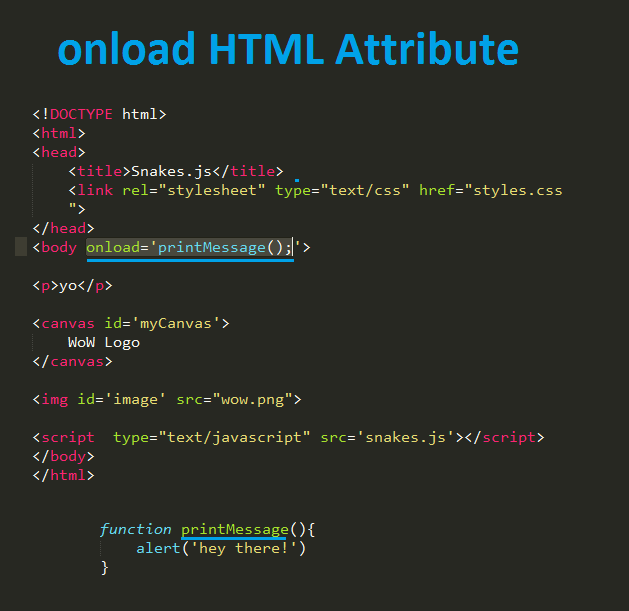 onload HTML Attribute
<!DOCTYPE html>
<html>
<head>
<title>Snakes.js</title>
<link rel="stylesheet" type="text/css" href="styles.css
">
</head>
<body onload='printMessage();'>
<p>yo</p>
<canvas id='myCanvas'>
WoW Logo
</canvas>
<img id='image' src="wow.png">
<script  type="text/javascript" src='snakes.js'></script>
</body>
</html>
function printMessage(){
alert('hey there!')
}